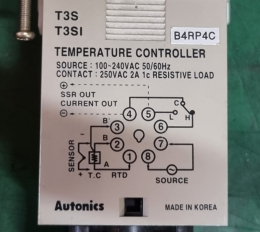 T3S
T3SI
B4RP4C
TEMPERATURE CONTROLLER
SOURCE : 100~240VAC 50/60Hz
CONTACT : 250VAC 2A 1c RESISTIVE LOAD
+
SSR OUT
CURRENT OUT
-
C
L
H
4 5
B 3 6
SENSOR
B 2 7
A 1 8
+
T.C RTD
SOURCE
Autonics
MADE IN KOREA